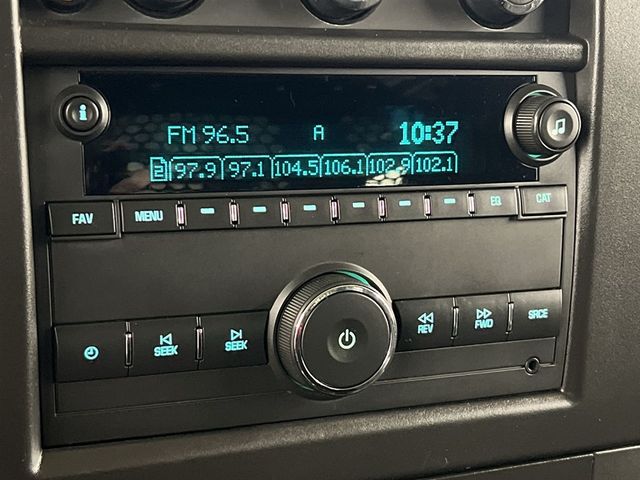 FM 96.5 A 10:37
97.9 97.1 104.5 106.1 102.9 102.1
FAV MENU EQ CAT
SEEK SEEK REV FWD SRCE